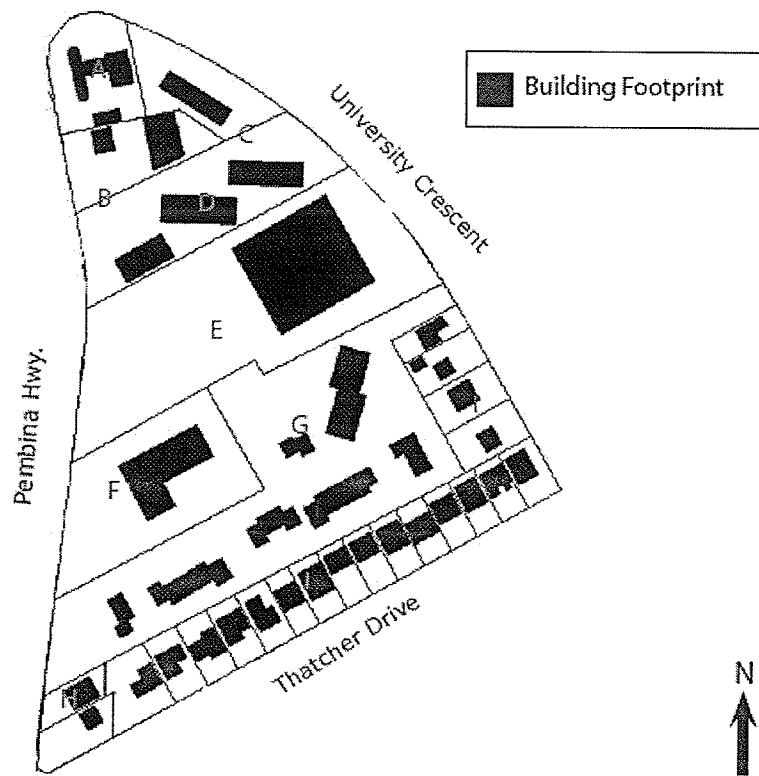 A
Building Footprint
University Crescent
C
B
D
E
Pembina Hwy.
G
F
Thatcher Drive
N